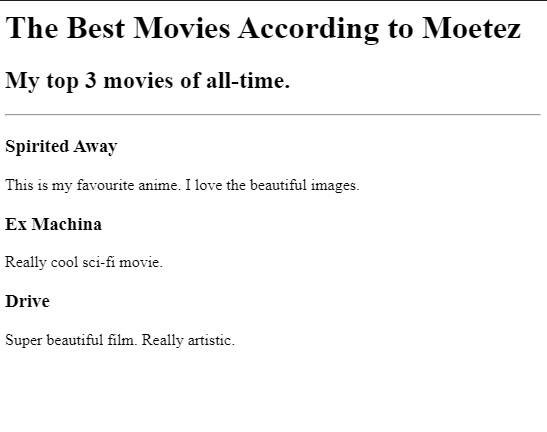 The Best Movies According to Moetez
My top 3 movies of all-time.
Spirited Away
This is my favourite anime. I love the beautiful images.
Ex Machina
Really cool sci-fi movie.
Drive
Super beautiful film. Really artistic.